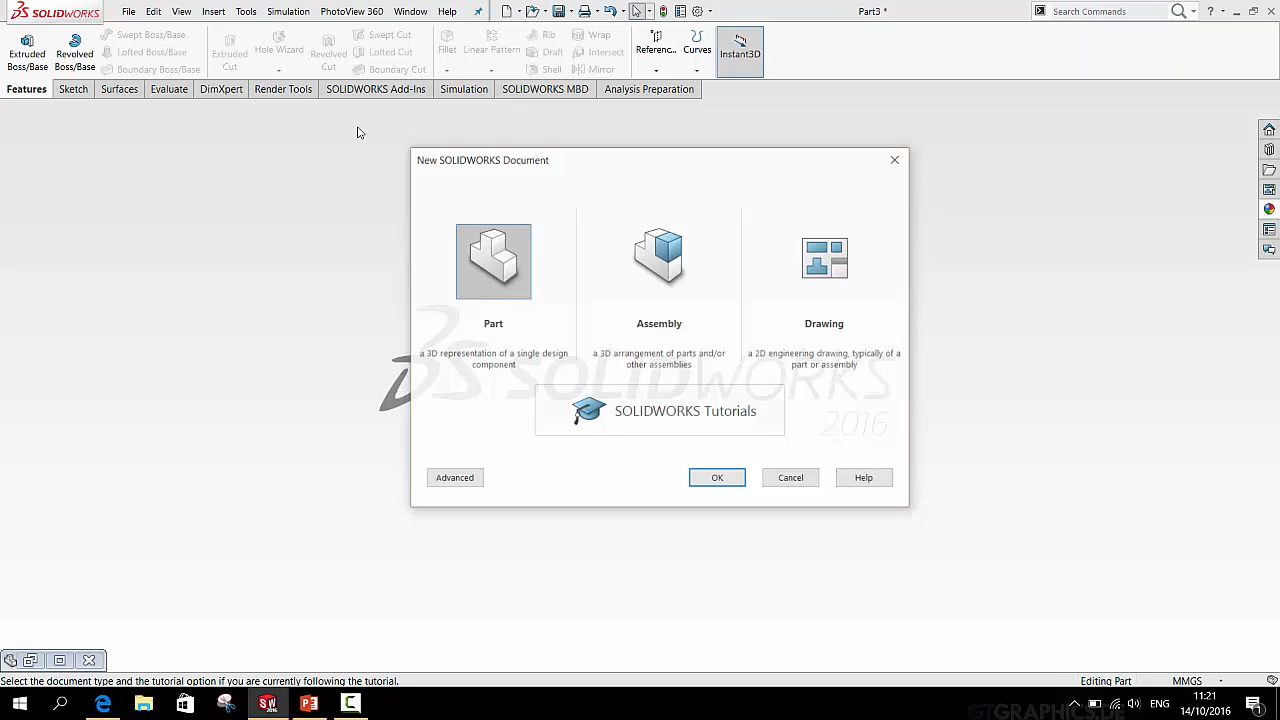 SOLIDWORKS File Edit View Insert Tools Simulation PhotoView 360 Window Help Part3 * Search Commands ?
Extruded Boss/Base
Revolved Boss/Base
Swept Boss/Base
Lofted Boss/Base
Boundary Boss/Base
Extruded Cut
Hole Wizard
Revolved Cut
Swept Cut
Lofted Cut
Boundary Cut
Fillet
Linear Pattern
Rib
Draft
Shell
Wrap
Intersect
Mirror
Referenc...
Curves
Instant3D
Features Sketch Surfaces Evaluate DimXpert Render Tools SOLIDWORKS Add-Ins Simulation SOLIDWORKS MBD Analysis Preparation
New SOLIDWORKS Document
Part
a 3D representation of a single design
component
Assembly
a 3D arrangement of parts and/or
other assemblies
Drawing
a 2D engineering drawing, typically of a
part or assembly
SOLIDWORKS
2016
SOLIDWORKS Tutorials
Advanced OK Cancel Help
Select the document type and the tutorial option if you are currently following the tutorial. Editing Part MMGS
ENG
11:21
14/10/2016
GTGRAPHICS.DE